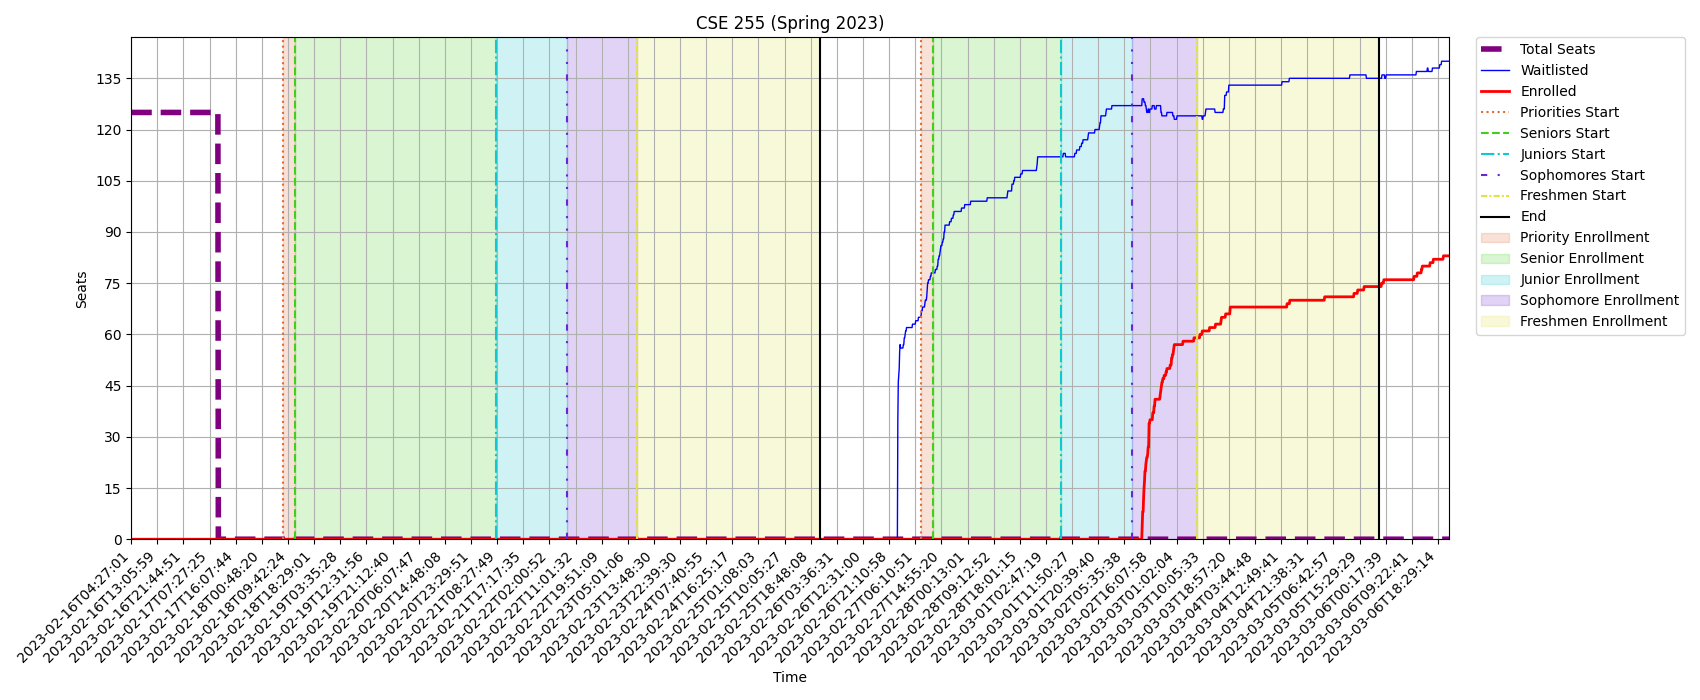 CSE 255 (Spring 2023)
Seats
135
120
105
90
75
60
45
30
15
0
2023-02-16T04:27:01
2023-02-16T13:05:59
2023-02-16T21:44:51
2023-02-17T07:27:25
2023-02-17T16:07:44
2023-02-18T00:48:20
2023-02-18T09:42:24
2023-02-18T18:29:01
2023-02-19T03:35:28
2023-02-19T12:31:56
2023-02-19T21:12:40
2023-02-20T06:07:47
2023-02-20T14:48:08
2023-02-20T23:29:51
2023-02-21T08:27:49
2023-02-21T17:17:35
2023-02-22T02:00:52
2023-02-22T11:01:32
2023-02-22T19:51:09
2023-02-23T05:01:06
2023-02-23T13:48:30
2023-02-23T22:39:30
2023-02-24T07:40:55
2023-02-24T16:25:17
2023-02-25T01:08:03
2023-02-25T10:05:27
2023-02-25T18:48:08
2023-02-26T03:36:31
2023-02-26T12:31:00
2023-02-26T21:10:58
2023-02-27T06:10:51
2023-02-27T14:55:20
2023-02-28T00:13:01
2023-02-28T09:12:52
2023-02-28T18:01:15
2023-03-01T02:47:19
2023-03-01T11:50:27
2023-03-01T20:39:40
2023-03-02T05:35:38
2023-03-02T16:07:58
2023-03-03T01:02:04
2023-03-03T10:05:33
2023-03-03T18:57:20
2023-03-04T03:44:48
2023-03-04T12:49:41
2023-03-04T21:38:31
2023-03-05T06:42:57
2023-03-05T15:29:29
2023-03-06T00:17:39
2023-03-06T09:22:41
2023-03-06T18:29:14
Time
Total Seats
Waitlisted
Enrolled
Priorities Start
Seniors Start
Juniors Start
Sophomores Start
Freshmen Start
End
Priority Enrollment
Senior Enrollment
Junior Enrollment
Sophomore Enrollment
Freshmen Enrollment